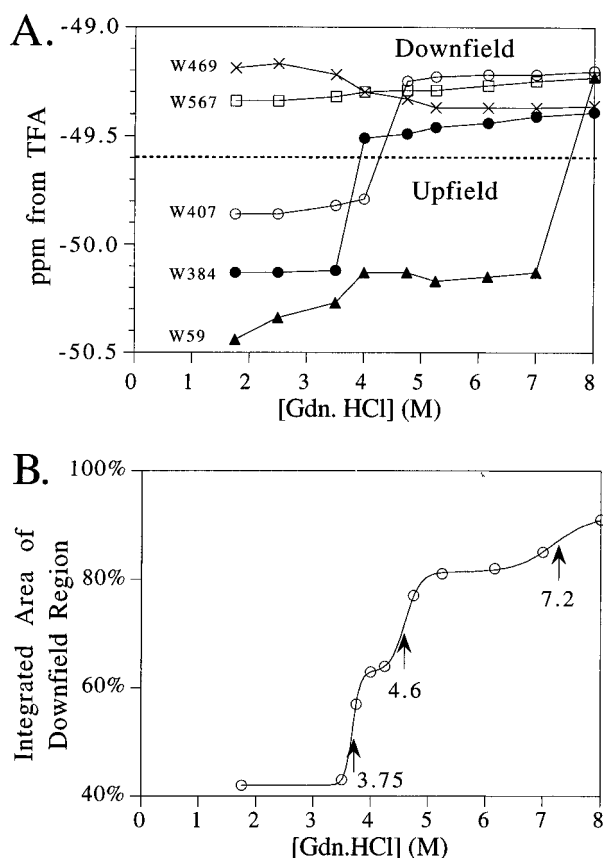 A.
-49.0
-49.5
-50.0
-50.5
ppm from TFA
W469
W567
W407
W384
W59
Downfield
Upfield
0 1 2 3 4 5 6 7 8
[Gdn. HCl] (M)
B.
100%
80%
60%
40%
Integrated Area of
Downfield Region
3.75
4.6
7.2
0 1 2 3 4 5 6 7 8
[Gdn.HCl] (M)